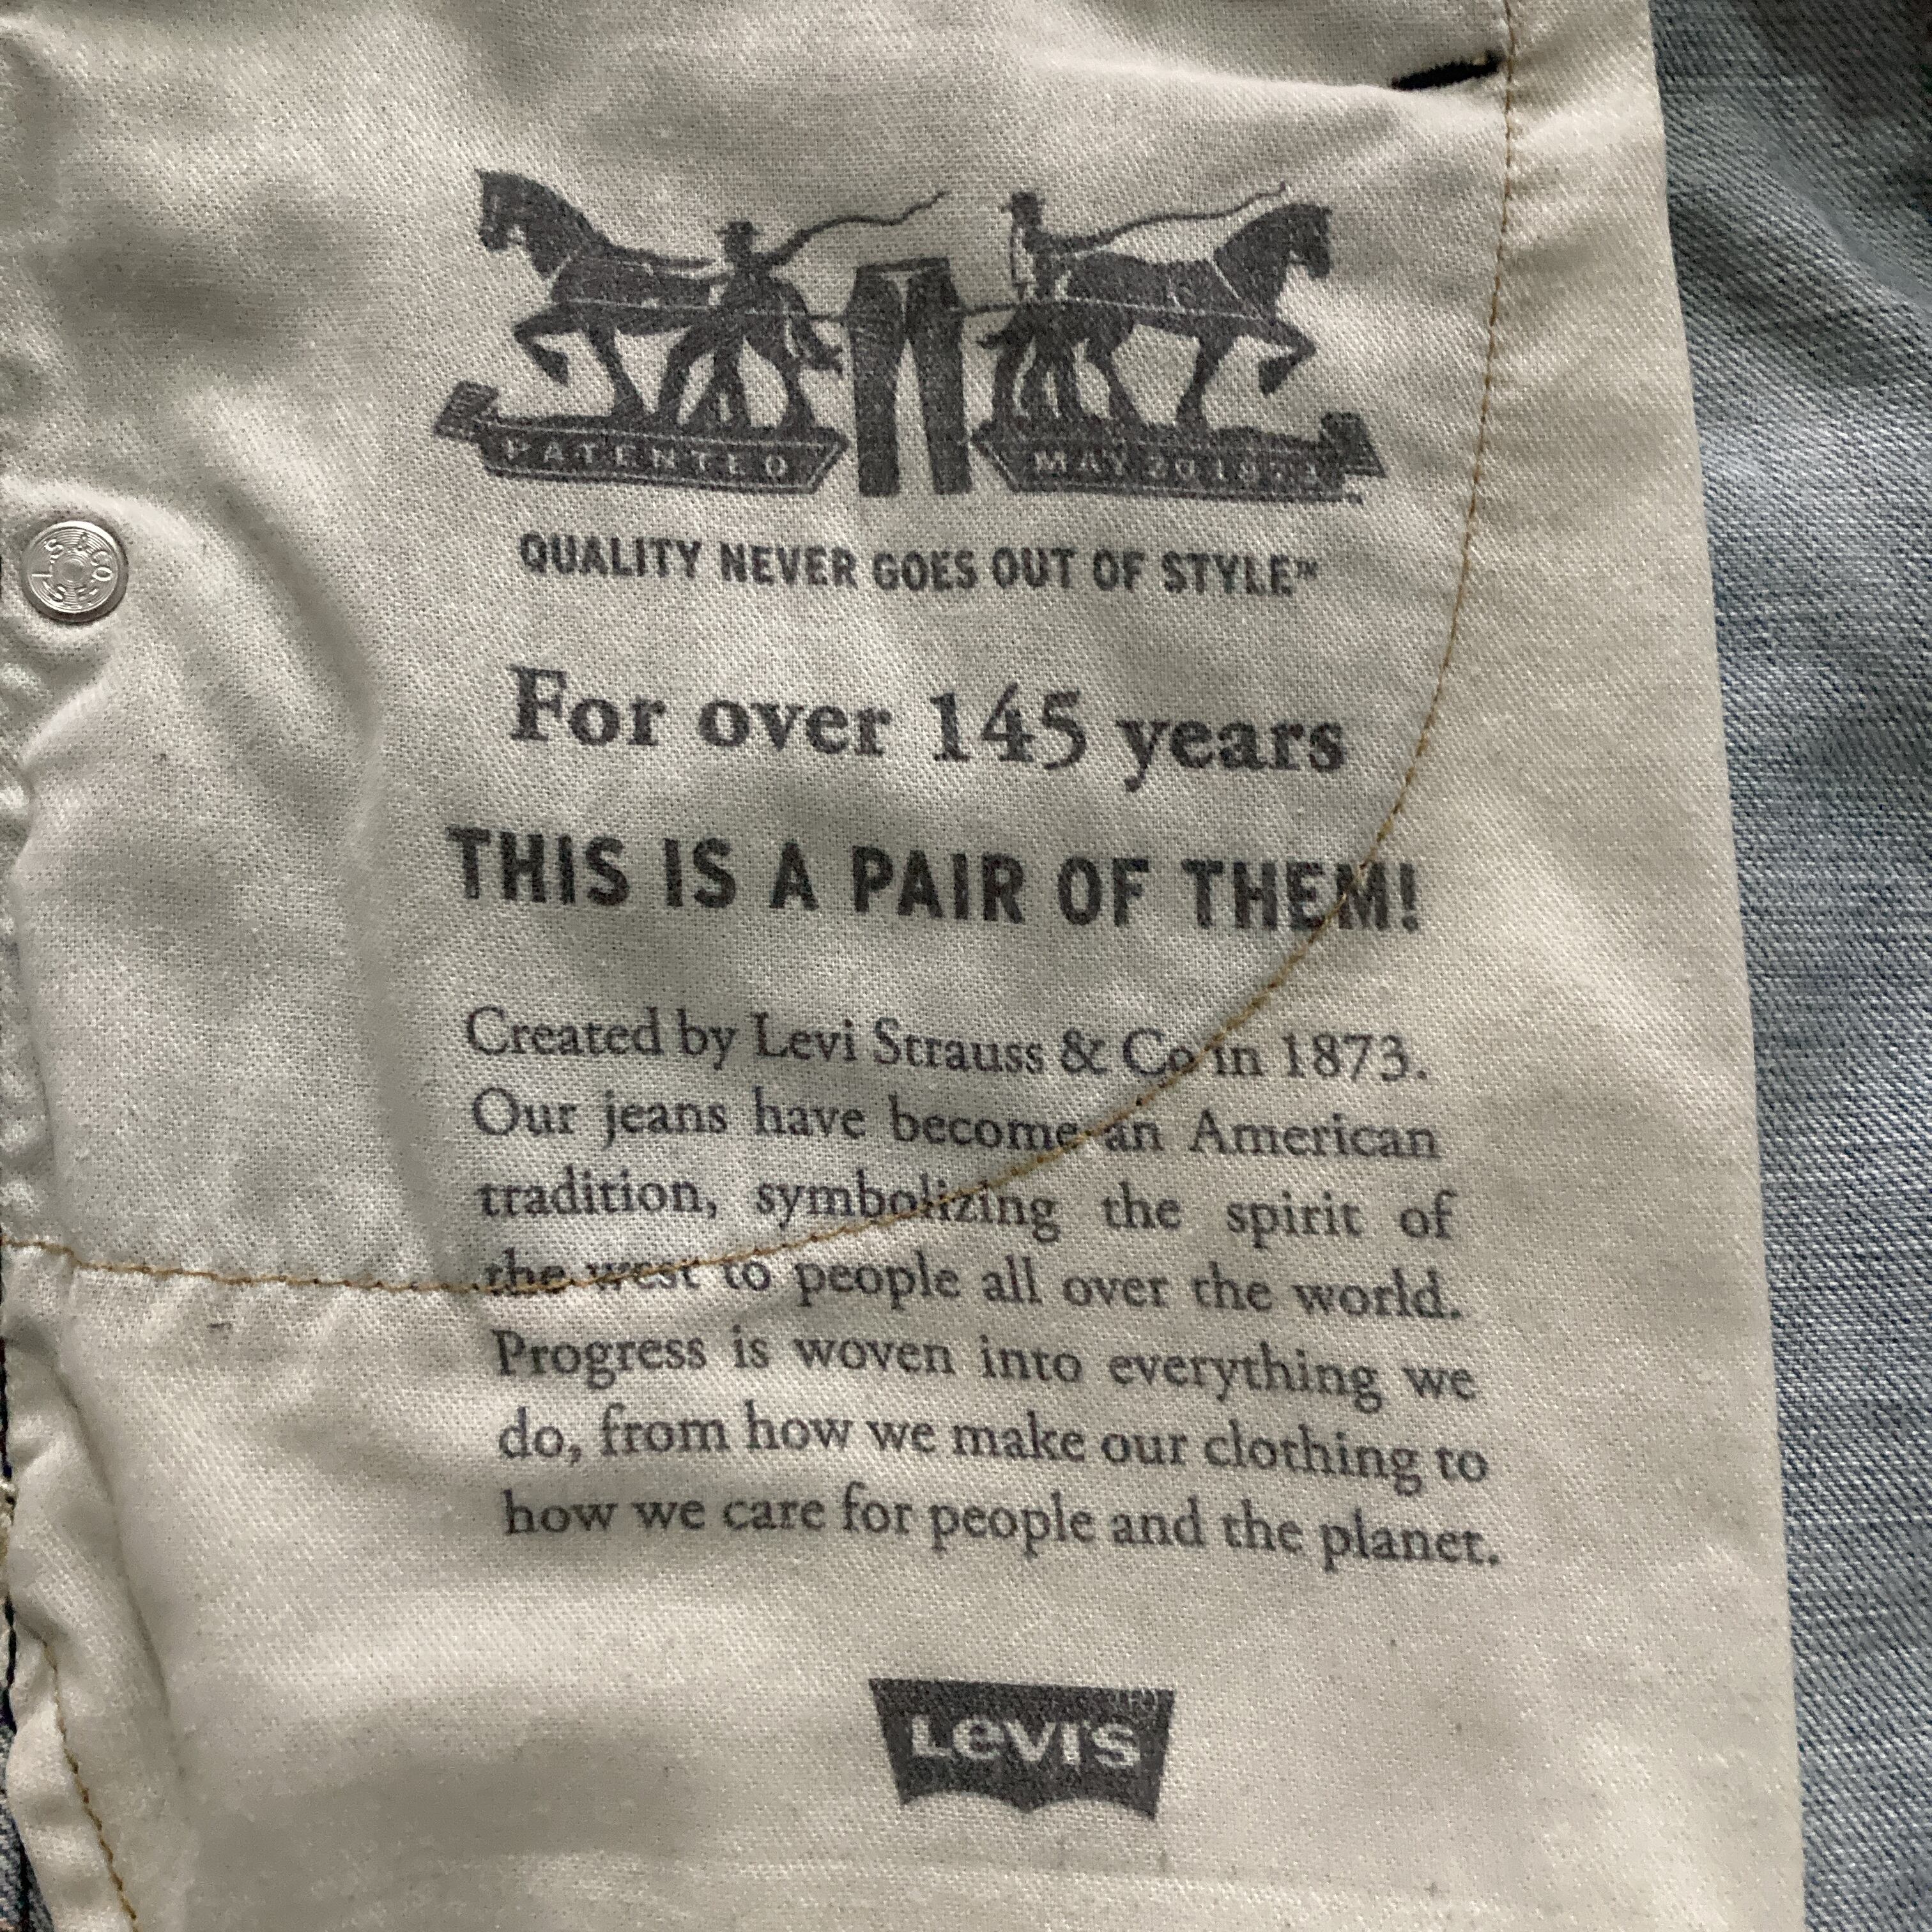 PATENTED MAY 20 1873
QUALITY NEVER GOES OUT OF STYLE™
For over 145 years
THIS IS A PAIR OF THEM!
Created by Levi Strauss & Co in 1873.
Our jeans have become an American
tradition, symbolizing the spirit of
the west to people all over the world.
Progress is woven into everything we
do, from how we make our clothing to
how we care for people and the planet.
LEVI'S